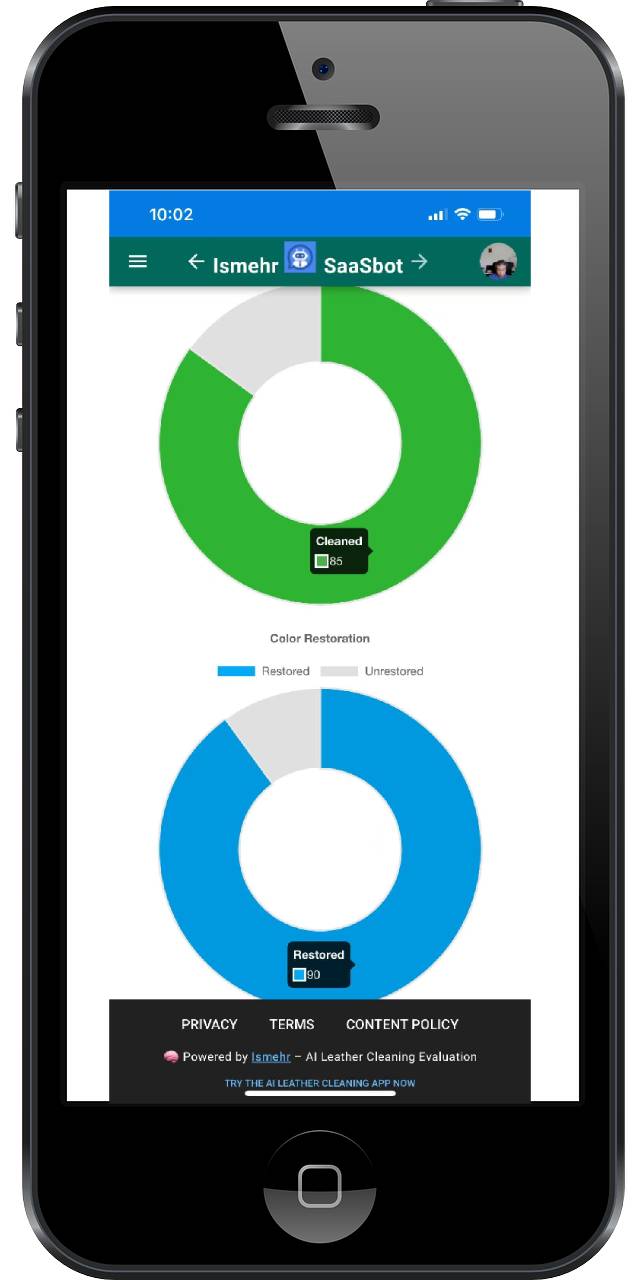 10:02
← Ismehr SaaSbot →
Cleaned
85
Color Restoration
Restored Unrestored
Restored
90
PRIVACY TERMS CONTENT POLICY
🧠 Powered by Ismehr – AI Leather Cleaning Evaluation
TRY THE AI LEATHER CLEANING APP NOW